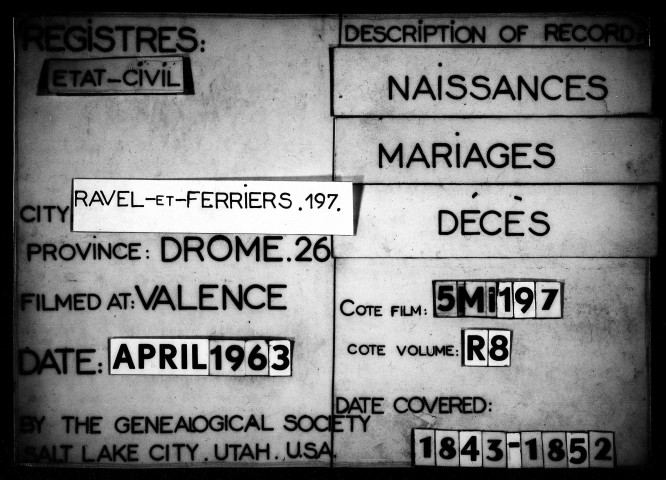 REGISTRES:
ETAT-CIVIL
CITY RAVEL-ET-FERRIERS.197.
PROVINCE: DROME.26
FILMED AT: VALENCE
DATE: APRIL 1963
BY THE GENEALOGICAL SOCIETY
SALT LAKE CITY. UTAH. U.S.A.
DESCRIPTION OF RECORD.
NAISSANCES
MARIAGES
DÉCÈS
COTE FILM: 5Mi197
COTE VOLUME: R8
DATE COVERED:
1843-1852